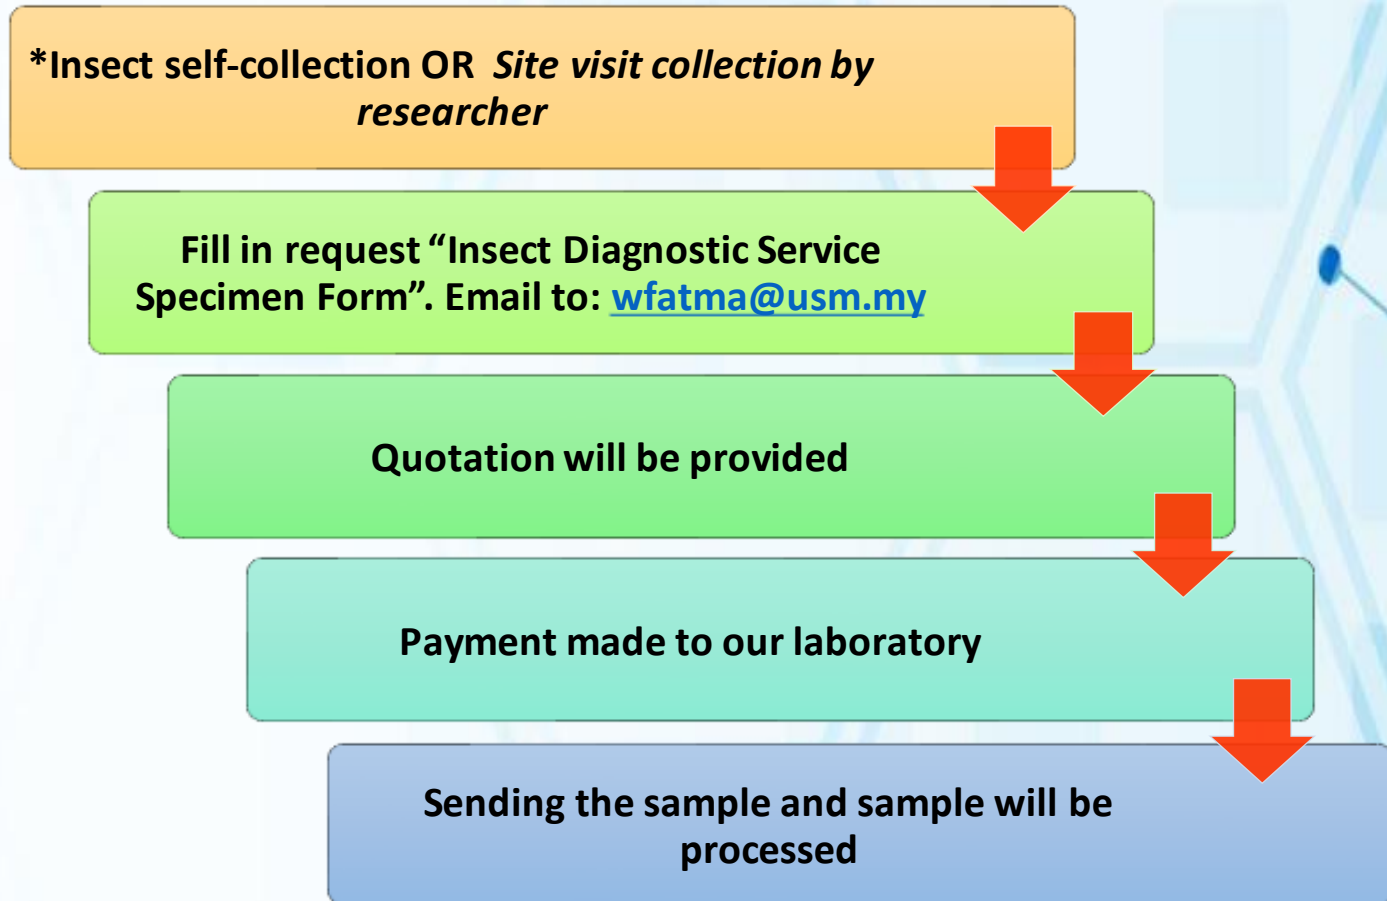 *Insect self-collection OR Site visit collection by
researcher
Fill in request “Insect Diagnostic Service
Specimen Form”. Email to: wfatma@usm.my
Quotation will be provided
Payment made to our laboratory
Sending the sample and sample will be
processed